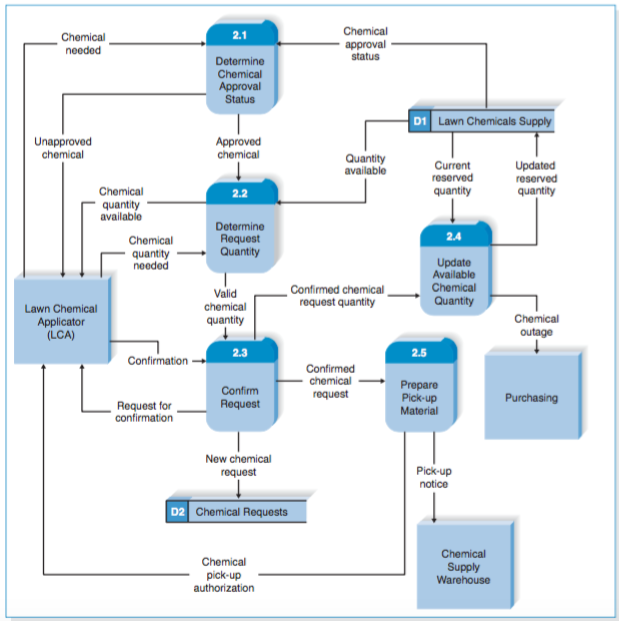 Chemical
needed
2.1
Determine
Chemical
Approval
Status
Chemical
approval
status
D1 Lawn Chemicals Supply
Unapproved
chemical
Approved
chemical
Quantity
available
Current
reserved
quantity
Updated
reserved
quantity
Chemical
quantity
available
2.2
Determine
Request
Quantity
Chemical
quantity
needed
2.4
Update
Available
Chemical
Quantity
Lawn Chemical
Applicator
(LCA)
Valid
chemical
quantity
Confirmed chemical
request quantity
Chemical
outage
Confirmation
2.3
Confirm
Request
Confirmed
chemical
request
2.5
Prepare
Pick-up
Material
Purchasing
Request for
confirmation
New chemical
request
Pick-up
notice
D2 Chemical Requests
Chemical
pick-up
authorization
Chemical
Supply
Warehouse